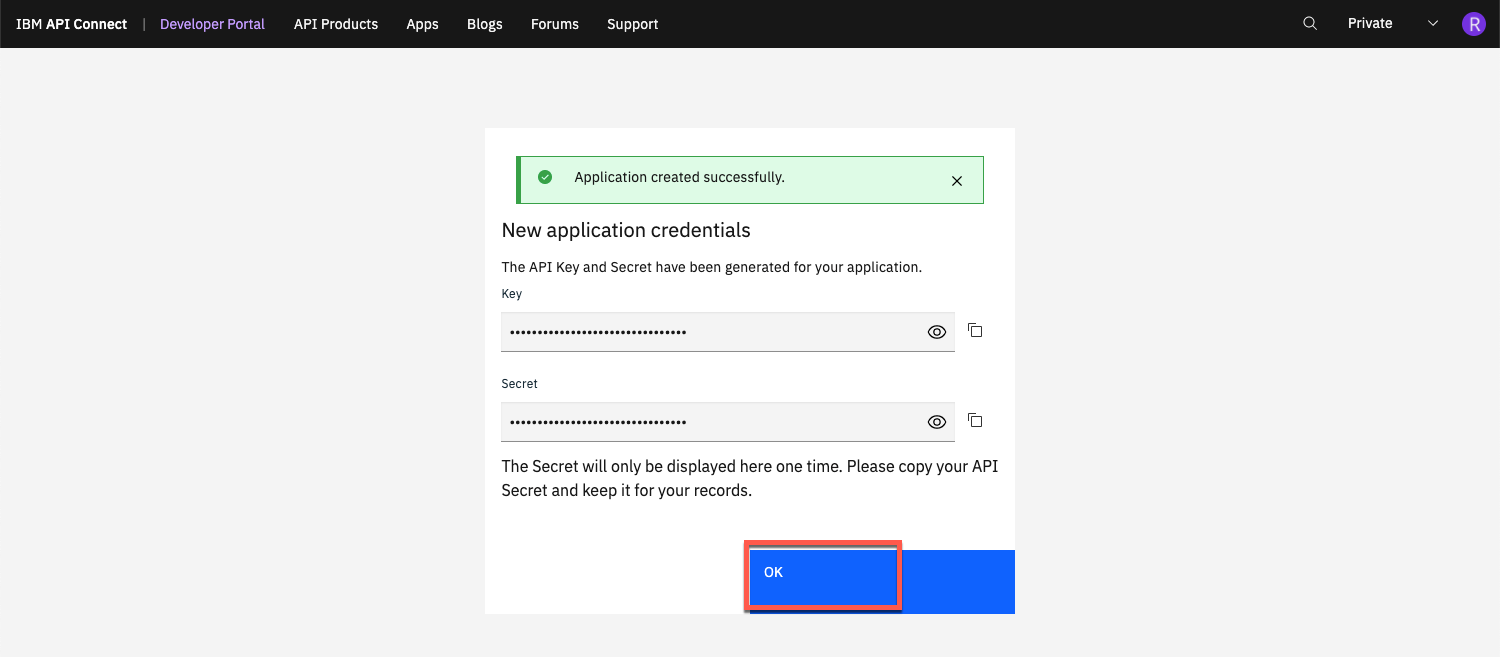 IBM API Connect | Developer Portal API Products Apps Blogs Forums Support Private R
Application created successfully.
New application credentials
The API Key and Secret have been generated for your application.
Key
••••••••••••••••••••••••••••••••
Secret
••••••••••••••••••••••••••••••••
The Secret will only be displayed here one time. Please copy your API
Secret and keep it for your records.
OK